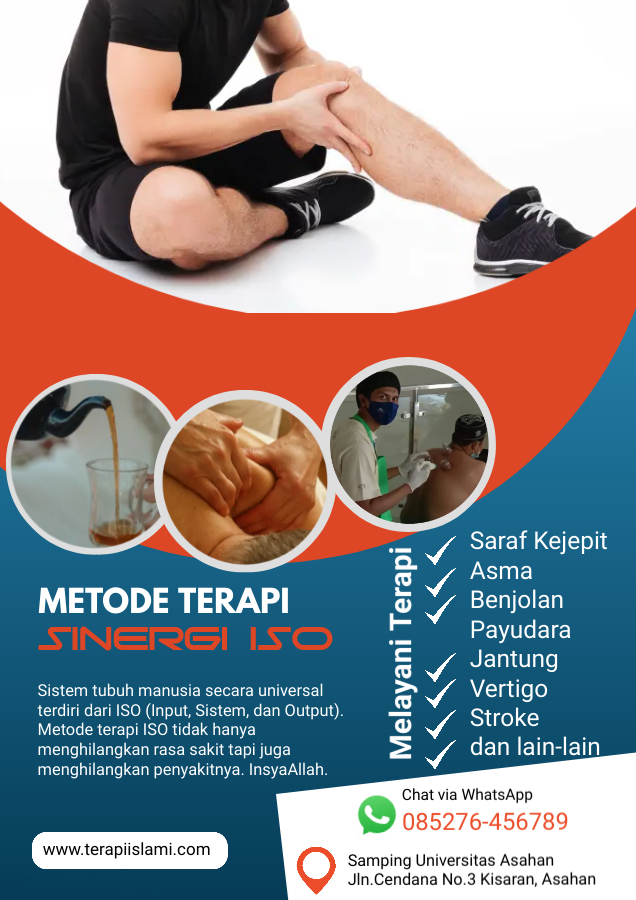 METODE TERAPI
SINERGI ISO
Sistem tubuh manusia secara universal
terdiri dari ISO (Input, Sistem, dan Output).
Metode terapi ISO tidak hanya
menghilangkan rasa sakit tapi juga
menghilangkan penyakitnya. InsyaAllah.
www.terapiislami.com
Melayani Terapi
Saraf Kejepit
Asma
Benjolan
Payudara
Jantung
Vertigo
Stroke
dan lain-lain
Chat via WhatsApp
085276-456789
Samping Universitas Asahan
Jln.Cendana No.3 Kisaran, Asahan